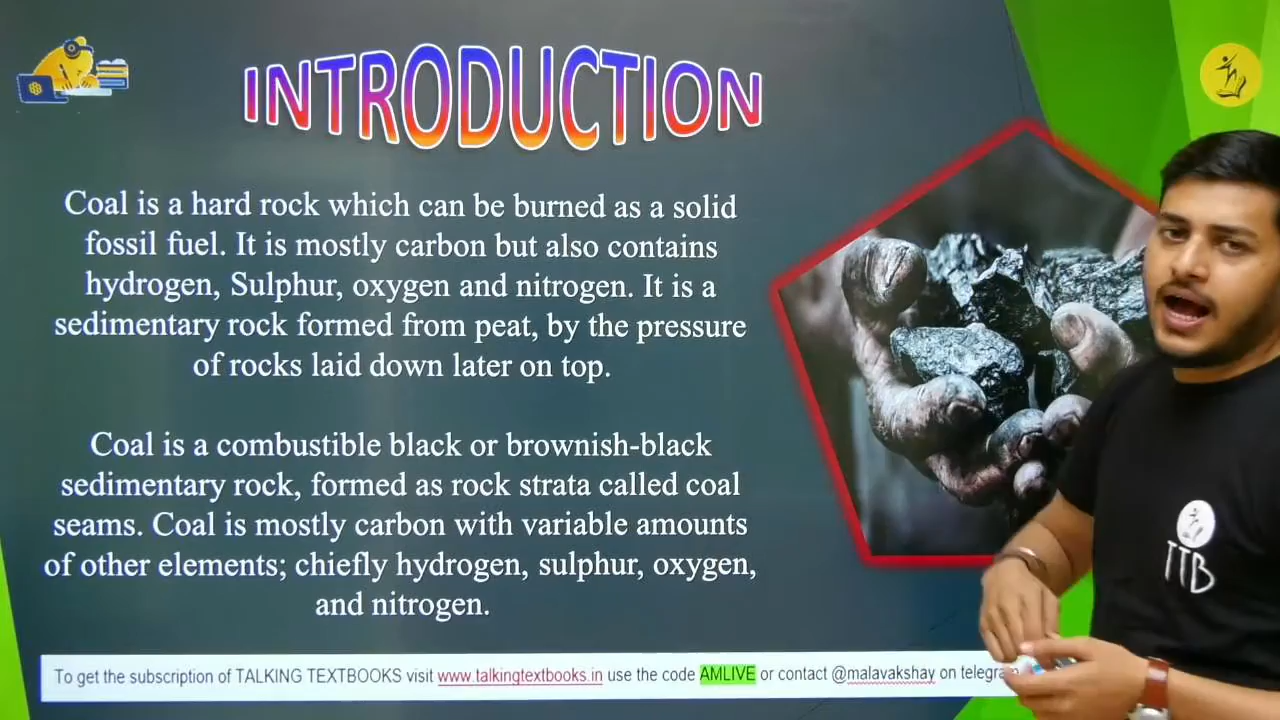 INTRODUCTION
Coal is a hard rock which can be burned as a solid
fossil fuel. It is mostly carbon but also contains
hydrogen, Sulphur, oxygen and nitrogen. It is a
sedimentary rock formed from peat, by the pressure
of rocks laid down later on top.
Coal is a combustible black or brownish-black
sedimentary rock, formed as rock strata called coal
seams. Coal is mostly carbon with variable amounts
of other elements; chiefly hydrogen, sulphur, oxygen,
and nitrogen.
TTB
To get the subscription of TALKING TEXTBOOKS visit www.talkingtextbooks.in use the code AMLIVE or contact @malavakshay on telegram